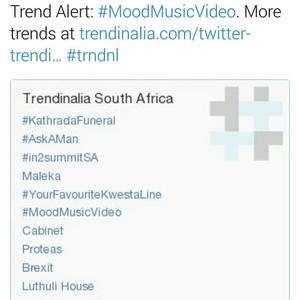 Trend Alert: #MoodMusicVideo. More
trends at trendinalia.com/twitter-
trendi... #trndnl
Trendinalia South Africa
#KathradaFuneral
#AskAMan
#in2summitSA
Maleka
#YourFavouriteKwestaLine
#MoodMusicVideo
Cabinet
Proteas
Brexit
Luthuli House